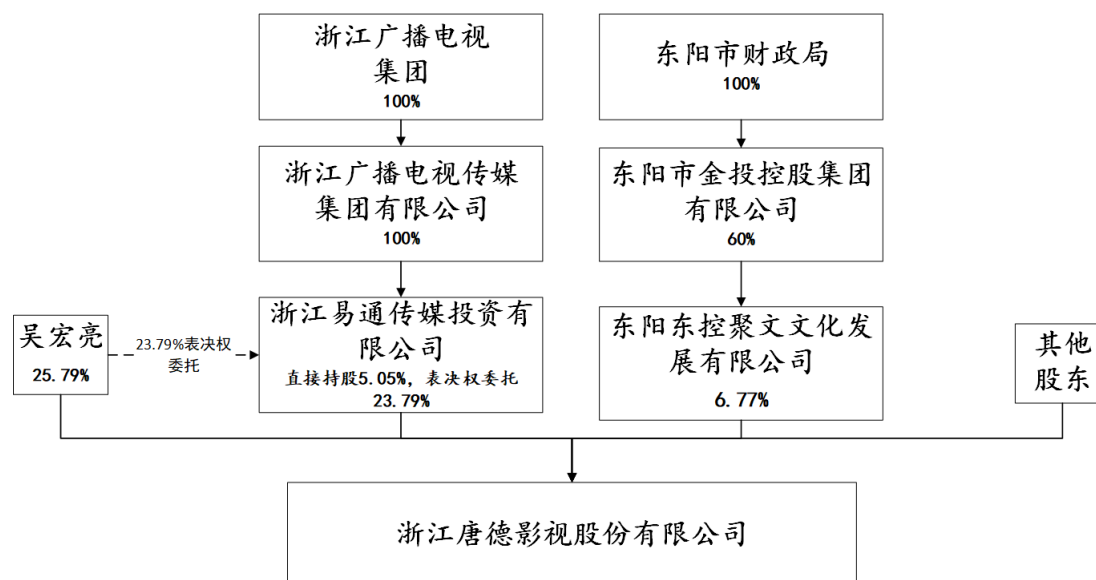 浙江广播电视
集团
100%
东阳市财政局
100%
浙江广播电视传媒
集团有限公司
100%
东阳市金投控股集团
有限公司
60%
吴宏亮
25.79%
23.79%表决权
委托
浙江易通传媒投资有
限公司
直接持股5.05%，表决权委托
23.79%
东阳东控聚文文化发
展有限公司
6.77%
其他
股东
浙江唐德影视股份有限公司